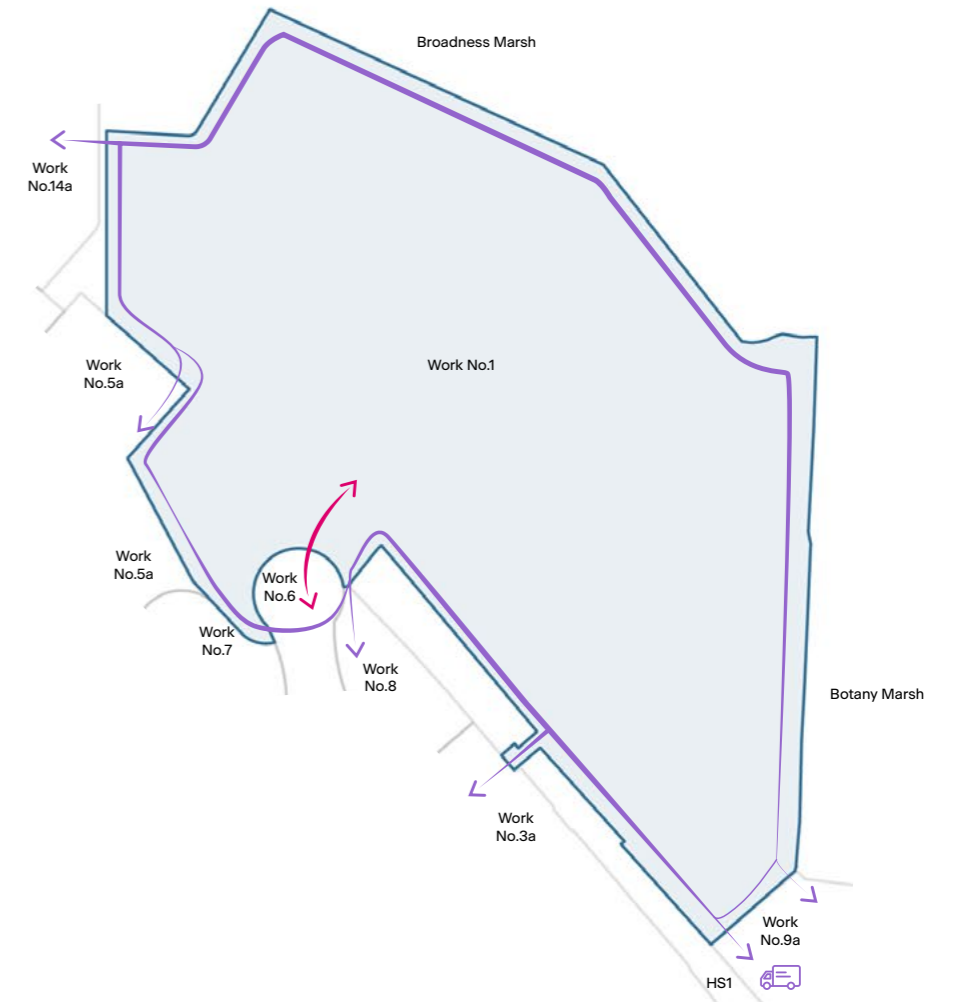 Broadness Marsh
Work
No.14a
Work No.1
Work
No.5a
Work
No.5a
Work
No.6
Work
No.7
Work
No.8
Botany Marsh
Work
No.3a
Work
No.9a
HS1